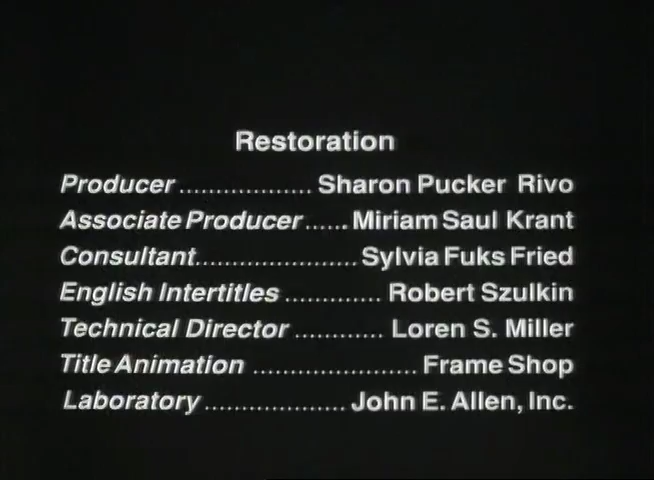 Restoration
Producer ................... Sharon Pucker Rivo
Associate Producer ...... Miriam Saul Krant
Consultant...................... Sylvia Fuks Fried
English Intertitles ............. Robert Szulkin
Technical Director ............ Loren S. Miller
Title Animation ...................... Frame Shop
Laboratory ................... John E. Allen, Inc.